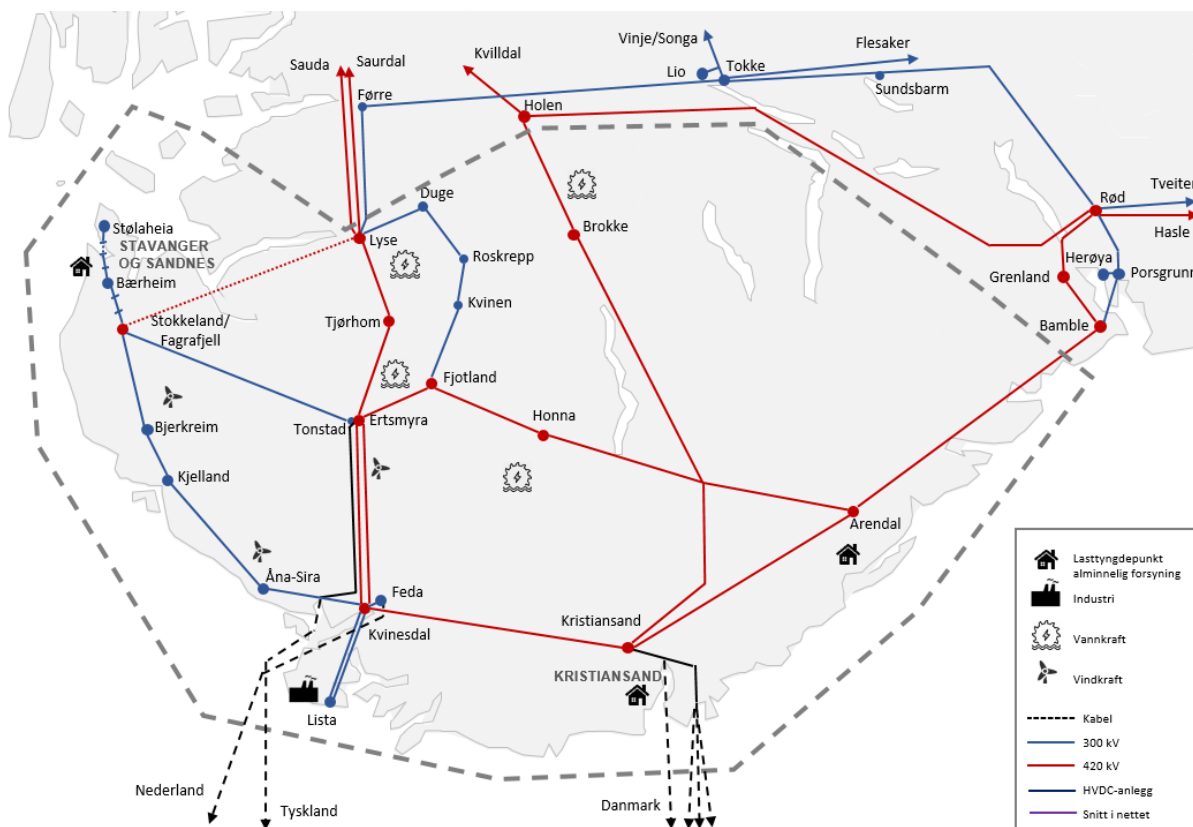 Vinje/Songa
Flesaker
Kvilldal
Saurdal
Sauda
Lio
Tokke
Sundsbarm
Førre
Holen
Duge
Tveiten
Rød
Stølaheia
Brokke
Hasle
Lyse
STAVANGER
OG SANDNES
Roskrepp
Herøya
Porsgrunn
Grenland
Bærheim
Kvinen
Tjørhom
Stokkeland/
Fagrafjell
Bamble
Fjotland
Honna
Ertsmyra
Tonstad
Bjerkreim
Kjelland
Arendal
Åna-Sira
Feda
Kvinesdal
Kristiansand
KRISTIANSAND
Lista
Nederland
Tyskland
Danmark
Lasttyngdepunkt
alminnelig forsyning
Industri
Vannkraft
Vindkraft
Kabel
300 kV
420 kV
HVDC-anlegg
Snitt i nettet